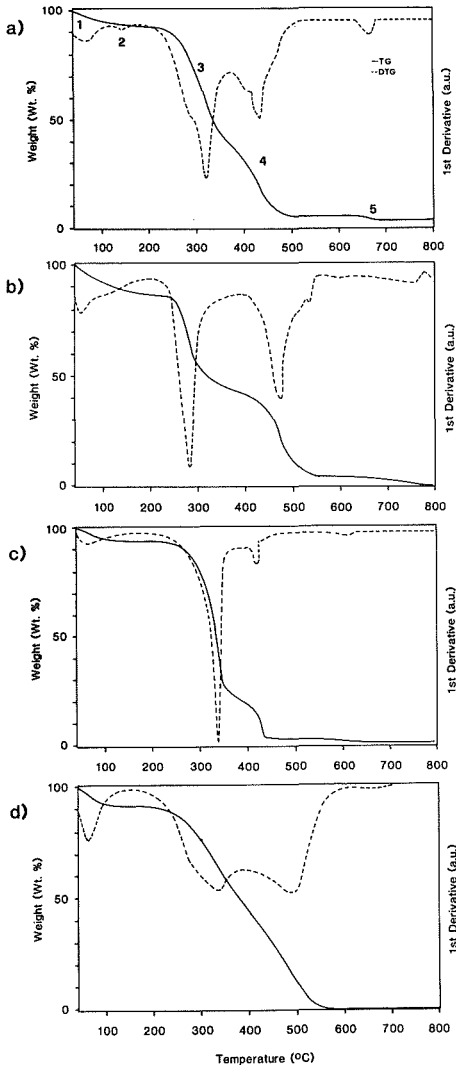 a)
100
50
0
Weight (Wt. %)
1
2
3
4
5
–TG
---DTG
1st Derivative (a.u.)
100 200 300 400 500 600 700 800
b)
100
50
0
Weight (Wt. %)
1st Derivative (a.u.)
100 200 300 400 500 600 700 800
c)
100
50
0
Weight (Wt. %)
1st Derivative (a.u.)
100 200 300 400 500 600 700 800
d)
100
50
0
Weight (Wt. %)
1st Derivative (a.u.)
100 200 300 400 500 600 700 800
Temperature (°C)